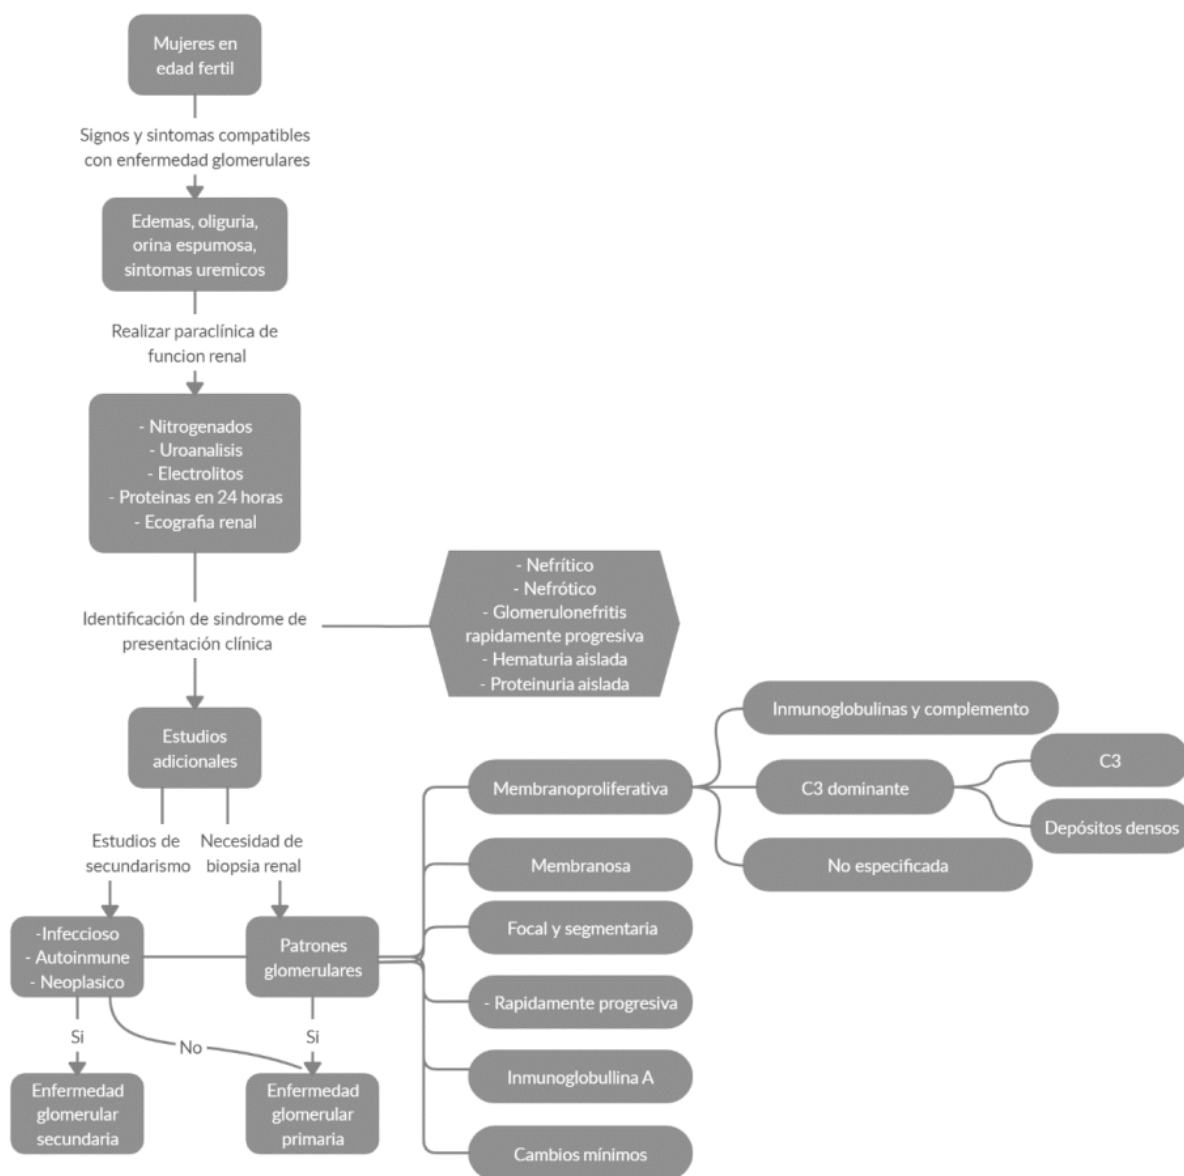 Mujeres en
edad fertil
Signos y sintomas compatibles
con enfermedad glomerulares
Edemas, oliguria,
orina espumosa,
sintomas uremicos
Realizar paraclínica de
funcion renal
- Nitrogenados
- Uroanalisis
- Electrolitos
- Proteinas en 24 horas
- Ecografia renal
Identificación de sindrome de
presentación clínica
- Nefrítico
- Nefrótico
- Glomerulonefritis
rapidamente progresiva
- Hematuria aislada
- Proteinuria aislada
Estudios
adicionales
Estudios de
secundarismo
Necesidad de
biopsia renal
-Infeccioso
- Autoinmune
- Neoplasico
Patrones
glomerulares
Si
No
Si
Enfermedad
glomerular
secundaria
Enfermedad
glomerular
primaria
Membranoproliferativa
Membranosa
Focal y segmentaria
- Rapidamente progresiva
Inmunoglobullina A
Cambios mínimos
Inmunoglobulinas y complemento
C3 dominante
No especificada
C3
Depósitos densos